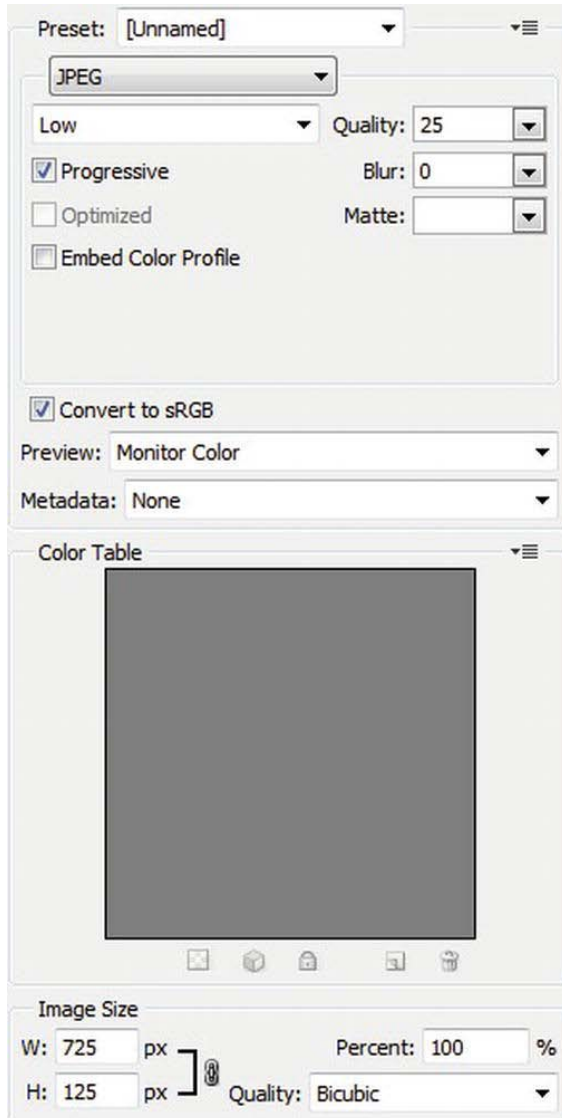 Preset: [Unnamed]
JPEG
Low Quality: 25
Progressive Blur: 0
Optimized Matte:
Embed Color Profile
Convert to sRGB
Preview: Monitor Color
Metadata: None
Color Table
Image Size
W: 725 px Percent: 100 %
H: 125 px Quality: Bicubic